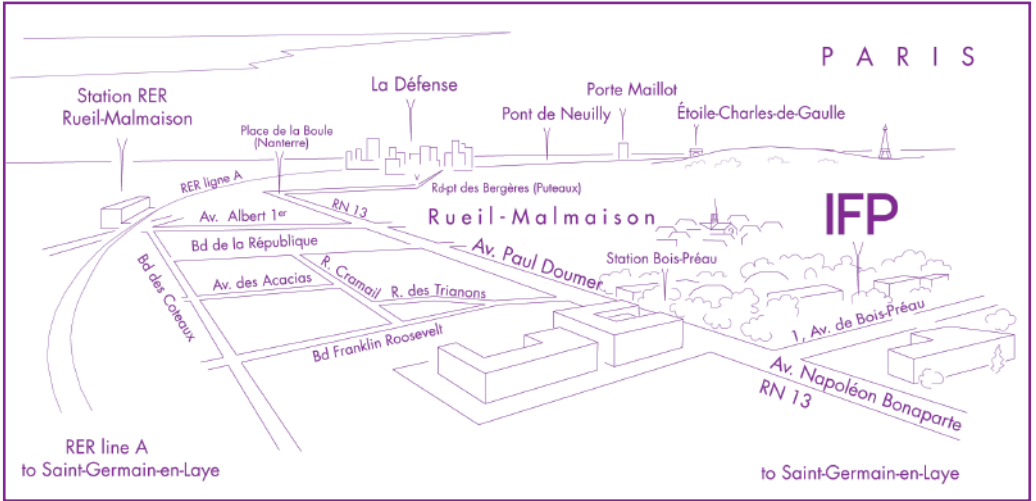 PARIS
La Défense
Porte Maillot
Station RER
Rueil-Malmaison
Pont de Neuilly
Étoile-Charles-de-Gaulle
Place de la Boule
(Nanterre)
RER ligne A
Rd-pt des Bergères (Puteaux)
RN 13
Av. Albert 1er
Rueil-Malmaison
IFP
Bd de la République
Av. Paul Doumer
Station Bois-Préau
Bd des Coteaux
R. Cramail
Av. des Acacias
R. des Trianons
1, Av. de Bois-Préau
Bd Franklin Roosevelt
Av. Napoléon Bonaparte
RN 13
RER line A
to Saint-Germain-en-Laye
to Saint-Germain-en-Laye